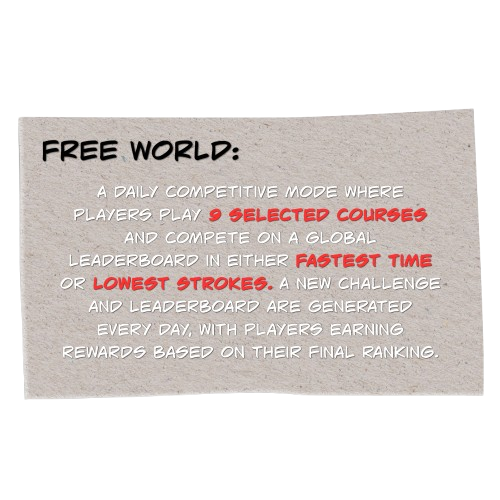 FREE WORLD:
A DAILY COMPETITIVE MODE WHERE
PLAYERS PLAY 9 SELECTED COURSES
AND COMPETE ON A GLOBAL
LEADERBOARD IN EITHER FASTEST TIME
OR LOWEST STROKES. A NEW CHALLENGE
AND LEADERBOARD ARE GENERATED
EVERY DAY, WITH PLAYERS EARNING
REWARDS BASED ON THEIR FINAL RANKING.